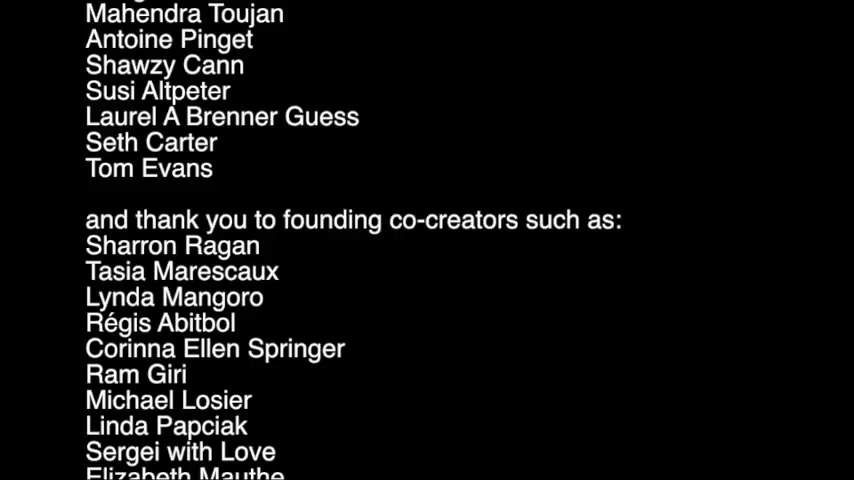 Mahendra Toujan
Antoine Pinget
Shawzy Cann
Susi Altpeter
Laurel A Brenner Guess
Seth Carter
Tom Evans
and thank you to founding co-creators such as:
Sharron Ragan
Tasia Marescaux
Lynda Mangoro
Régis Abitbol
Corinna Ellen Springer
Ram Giri
Michael Losier
Linda Papciak
Sergei with Love
Elizabeth Mauthe